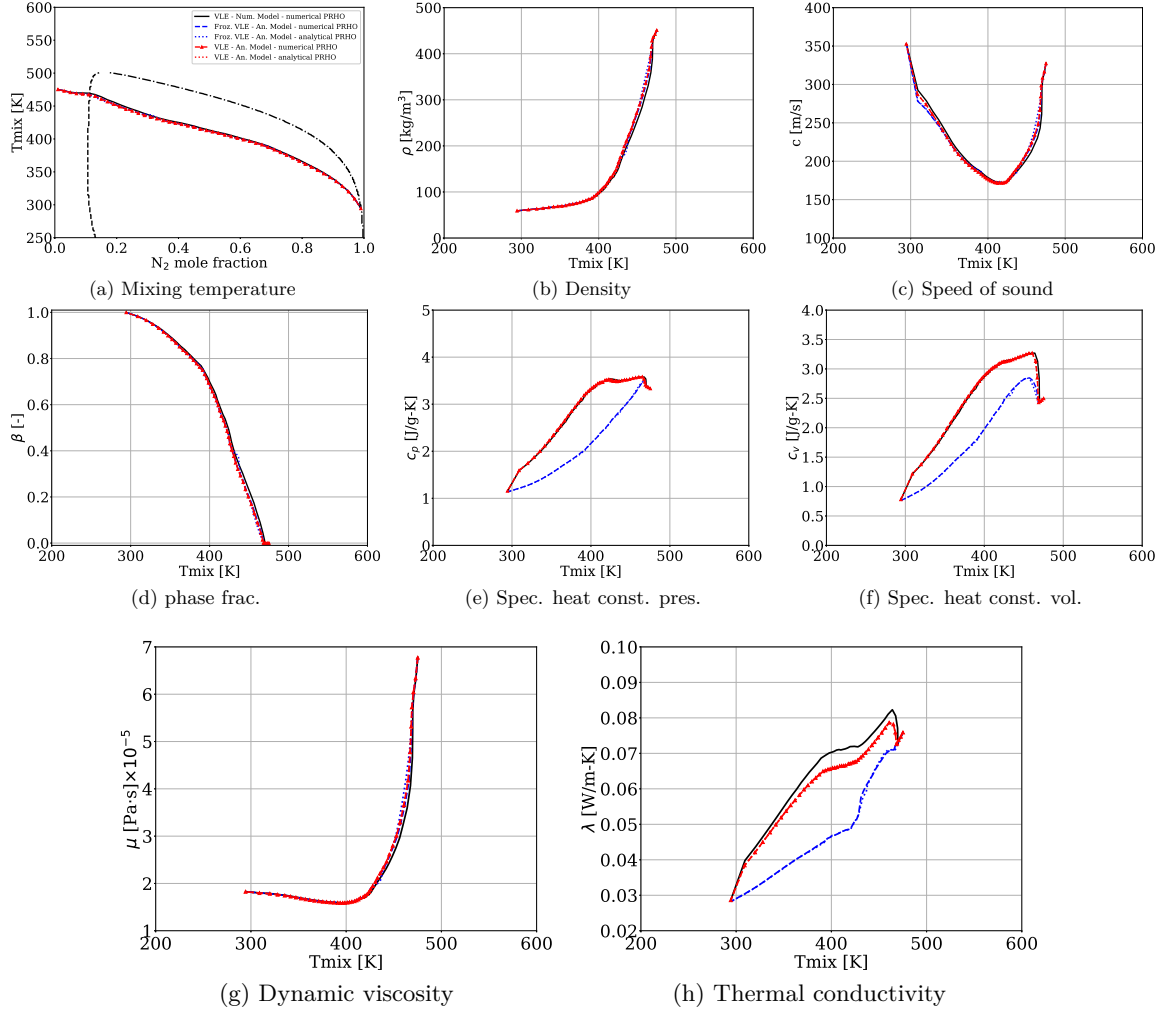 600
550
500
450
400
350
300
250
Tmix [K]
VLE - Num. Model - numerical PRHO
Froz. VLE - An. Model - numerical PRHO
Froz. VLE - An. Model - analytical PRHO
VLE - An. Model - numerical PRHO
VLE - An. Model - analytical PRHO
0.0 0.2 0.4 0.6 0.8 1.0
N₂ mole fraction
(a) Mixing temperature
500
400
300
200
100
0
ρ [kg/m³]
200 300 400 500 600
Tmix [K]
(b) Density
400
350
300
250
200
150
100
c [m/s]
200 300 400 500 600
Tmix [K]
(c) Speed of sound
1.0
0.8
0.6
0.4
0.2
0.0
β [-]
200 300 400 500 600
Tmix [K]
(d) phase frac.
5
4
3
2
1
0
cₚ [J/g-K]
200 300 400 500 600
Tmix [K]
(e) Spec. heat const. pres.
4.0
3.5
3.0
2.5
2.0
1.5
1.0
0.5
0.0
cᵥ [J/g-K]
200 300 400 500 600
Tmix [K]
(f) Spec. heat const. vol.
7
6
5
4
3
2
1
μ [Pa·s]×10⁻⁵
200 300 400 500 600
Tmix [K]
(g) Dynamic viscosity
0.10
0.09
0.08
0.07
0.06
0.05
0.04
0.03
0.02
λ [W/m-K]
200 300 400 500 600
Tmix [K]
(h) Thermal conductivity